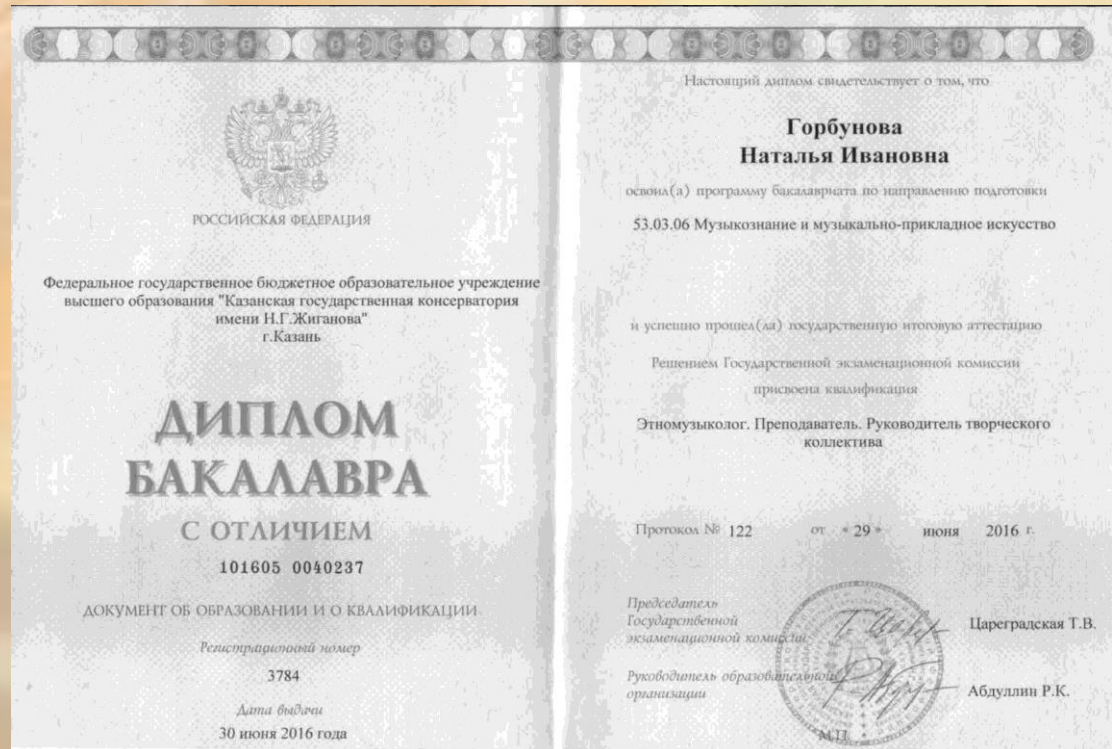 РОССИЙСКАЯ ФЕДЕРАЦИЯ
Федеральное государственное бюджетное образовательное учреждение
высшего образования "Казанская государственная консерватория
имени Н.Г.Жиганова"
г.Казань
ДИПЛОМ
БАКАЛАВРА
С ОТЛИЧИЕМ
101605 0040237
ДОКУМЕНТ ОБ ОБРАЗОВАНИИ И О КВАЛИФИКАЦИИ
Регистрационный номер
3784
Дата выдачи
30 июня 2016 года
Настоящий диплом свидетельствует о том, что
Горбунова
Наталья Ивановна
освоил(а) программу бакалавриата по направлению подготовки
53.03.06 Музыкознание и музыкально-прикладное искусство
и успешно прошел(ла) государственную итоговую аттестацию
Решением Государственной экзаменационной комиссии
присвоена квалификация
Этномузыколог. Преподаватель. Руководитель творческого
коллектива
Протокол № 122 от « 29 » июня 2016 г.
Председатель
Государственной
экзаменационной комиссии
Цареградская Т.В.
Руководитель образовательной
организации
Абдуллин Р.К.
М.П.